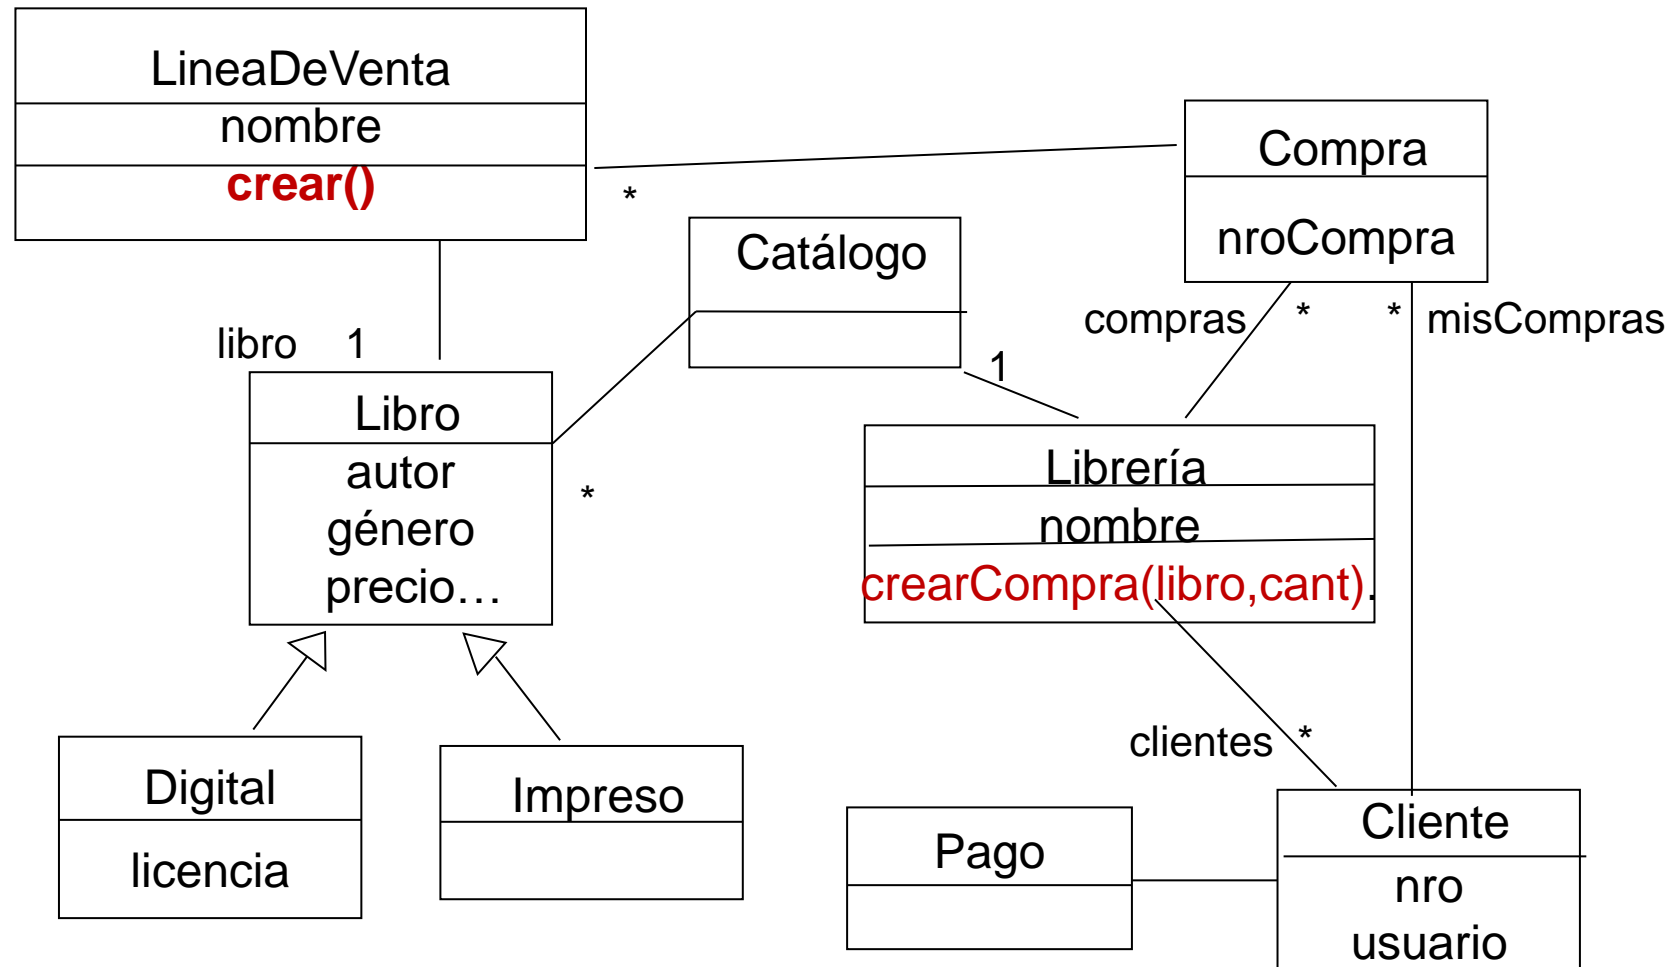 LineaDeVenta
nombre
crear()
*
Compra
nroCompra
Catálogo
compras * * misCompras
libro 1
1
Libro
autor
género
precio…
*
Librería
nombre
crearCompra(libro,cant).
clientes *
Digital
licencia
Impreso
Pago
Cliente
nro
usuario